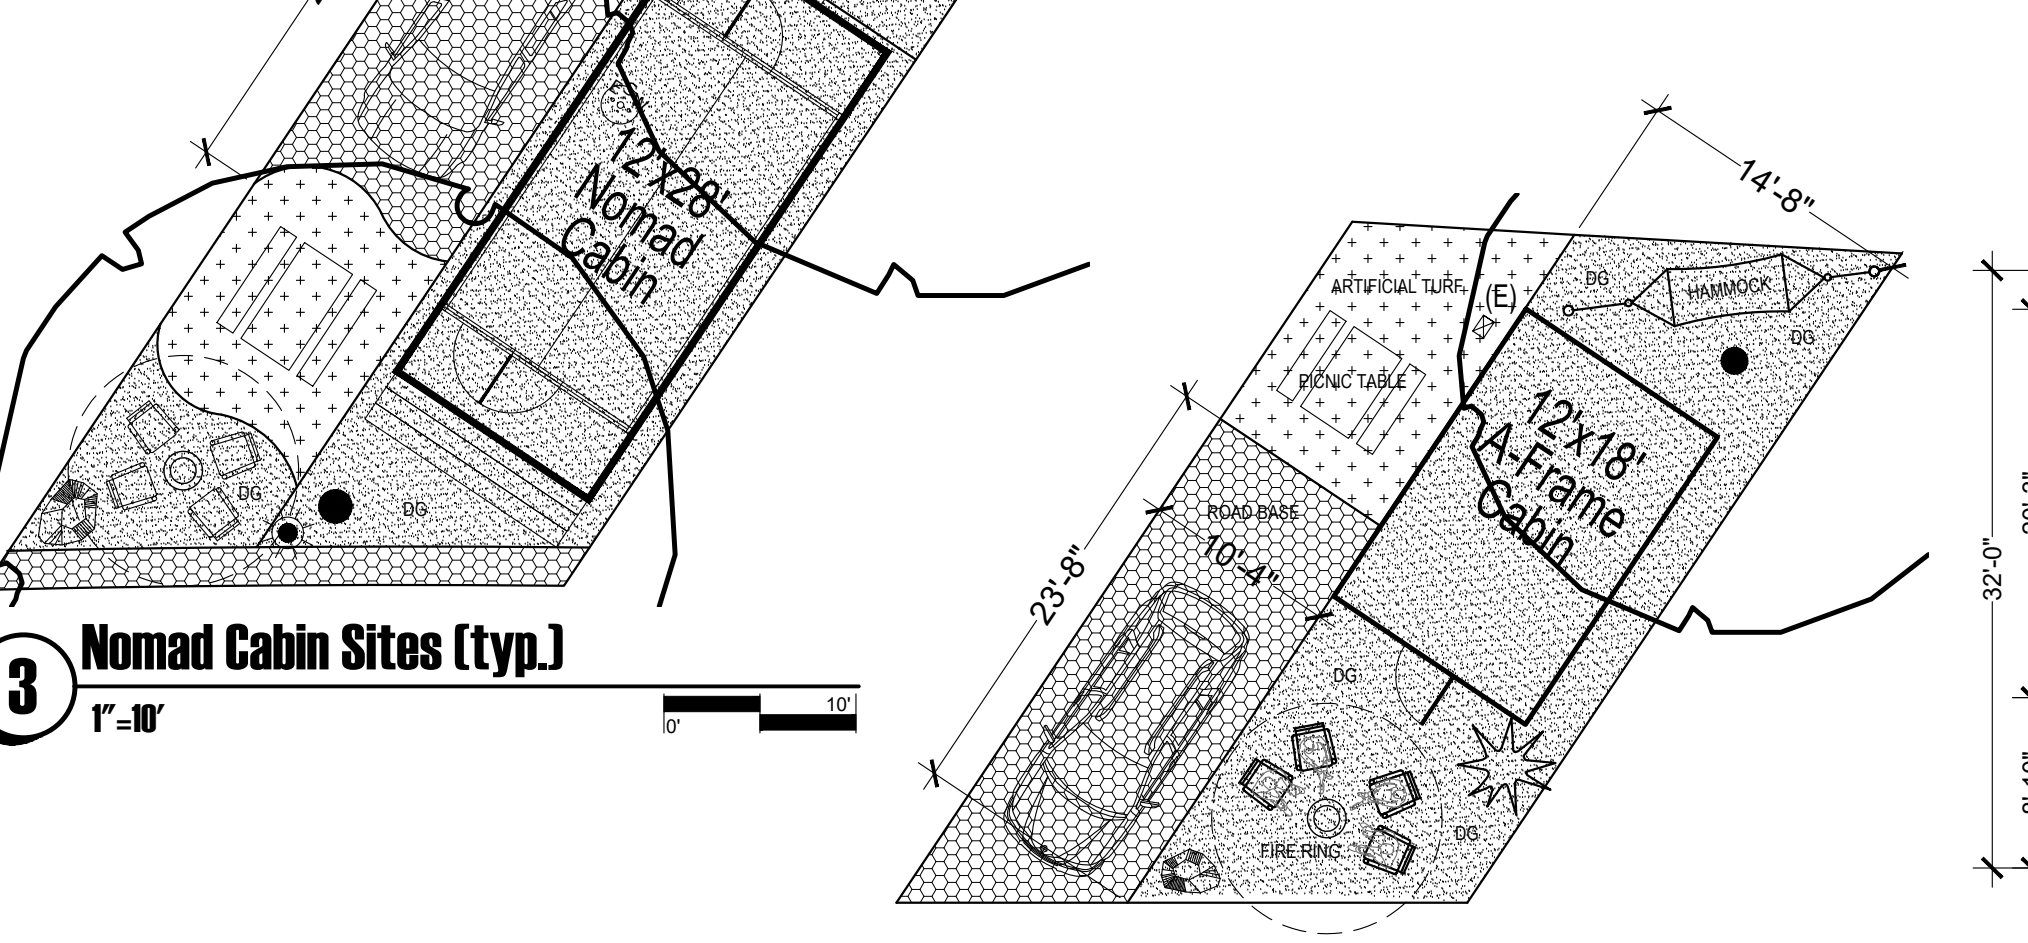 12'x28'
Nomad
Cabin
DG
DG
3
Nomad Cabin Sites (typ.)
1"=10'
0'
10'
14'-8"
ARTIFICIAL TURF
(E)
DG
HAMMOCK
DG
PICNIC TABLE
12'x18'
A-Frame
Cabin
ROAD BASE
10'-4"
23'-8"
32'-0"
DG
DG
FIRE RING